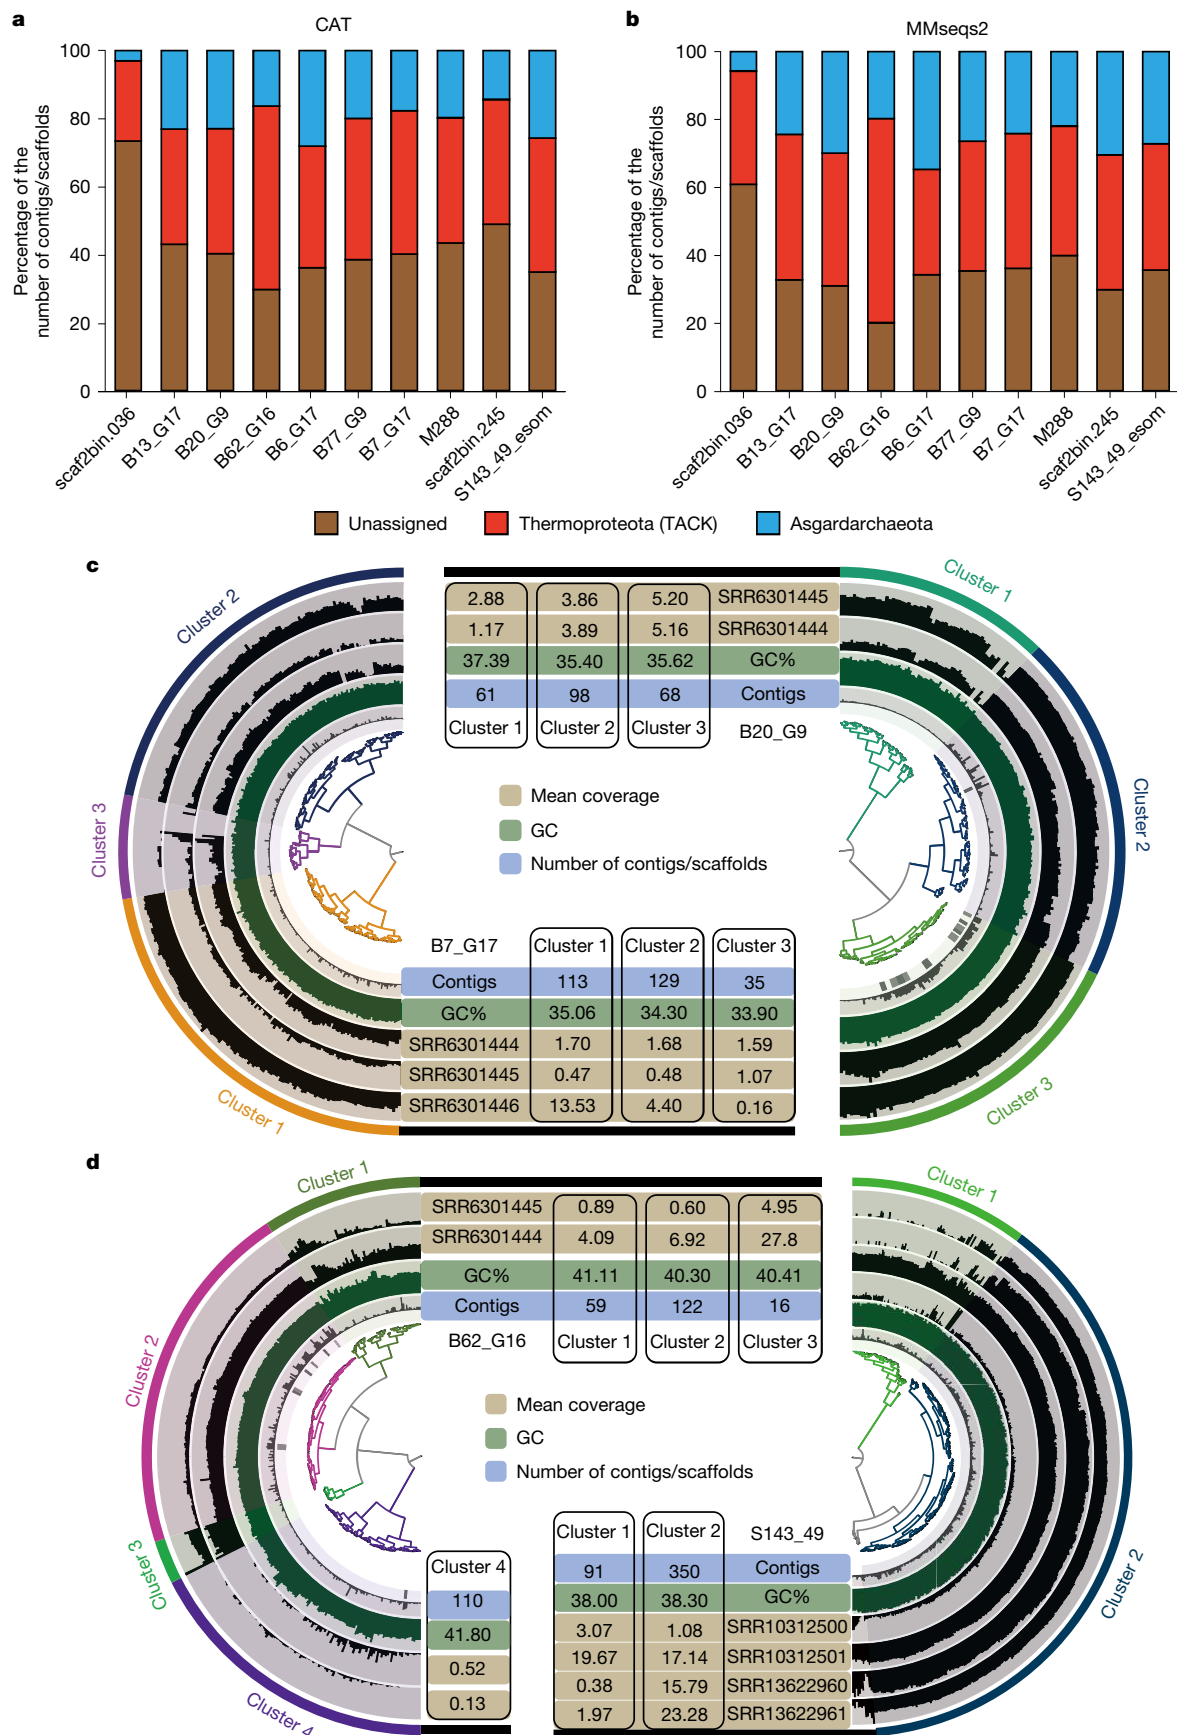 a
CAT
Percentage of the
number of contigs/scaffolds
100
80
60
40
20
0
scaf2bin.036
B13_G17
B20_G9
B62_G16
B6_G17
B77_G9
B7_G17
M288
scaf2bin.245
S143_49_esom
b
MMseqs2
Percentage of the
number of contigs/scaffolds
100
80
60
40
20
0
scaf2bin.036
B13_G17
B20_G9
B62_G16
B6_G17
B77_G9
B7_G17
M288
scaf2bin.245
S143_49_esom
Unassigned Thermoproteota (TACK) Asgardarchaeota
c
Cluster 2
Cluster 3
Cluster 1
2.88 3.86 5.20 SRR6301445
1.17 3.89 5.16 SRR6301444
37.39 35.40 35.62 GC%
61 98 68 Contigs
Cluster 1 Cluster 2 Cluster 3 B20_G9
Mean coverage
GC
Number of contigs/scaffolds
B7_G17 Cluster 1 Cluster 2 Cluster 3
Contigs 113 129 35
GC% 35.06 34.30 33.90
SRR6301444 1.70 1.68 1.59
SRR6301445 0.47 0.48 1.07
SRR6301446 13.53 4.40 0.16
Cluster 1
Cluster 2
Cluster 3
d
Cluster 1
Cluster 2
Cluster 3
Cluster 4
SRR6301445 0.89 0.60 4.95
SRR6301444 4.09 6.92 27.8
GC% 41.11 40.30 40.41
Contigs 59 122 16
B62_G16 Cluster 1 Cluster 2 Cluster 3
Mean coverage
GC
Number of contigs/scaffolds
Cluster 4
110
41.80
0.52
0.13
Cluster 1 Cluster 2 S143_49
91 350 Contigs
38.00 38.30 GC%
3.07 1.08 SRR10312500
19.67 17.14 SRR10312501
0.38 15.79 SRR13622960
1.97 23.28 SRR13622961
Cluster 1
Cluster 2